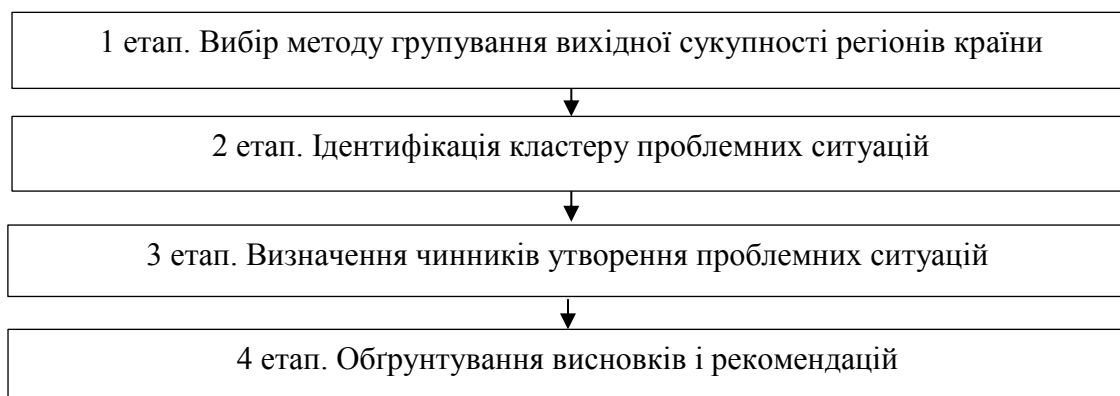 1 етап. Вибір методу групування вихідної сукупності регіонів країни
2 етап. Ідентифікація кластеру проблемних ситуацій
3 етап. Визначення чинників утворення проблемних ситуацій
4 етап. Обґрунтування висновків і рекомендацій